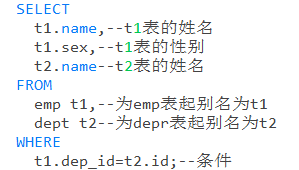 SELECT
t1.name,--t1表的姓名
t1.sex,--t1表的性别
t2.name--t2表的姓名
FROM
emp t1,--为emp表起别名为t1
dept t2--为depr表起别名为t2
WHERE
t1.dep_id=t2.id;--条件